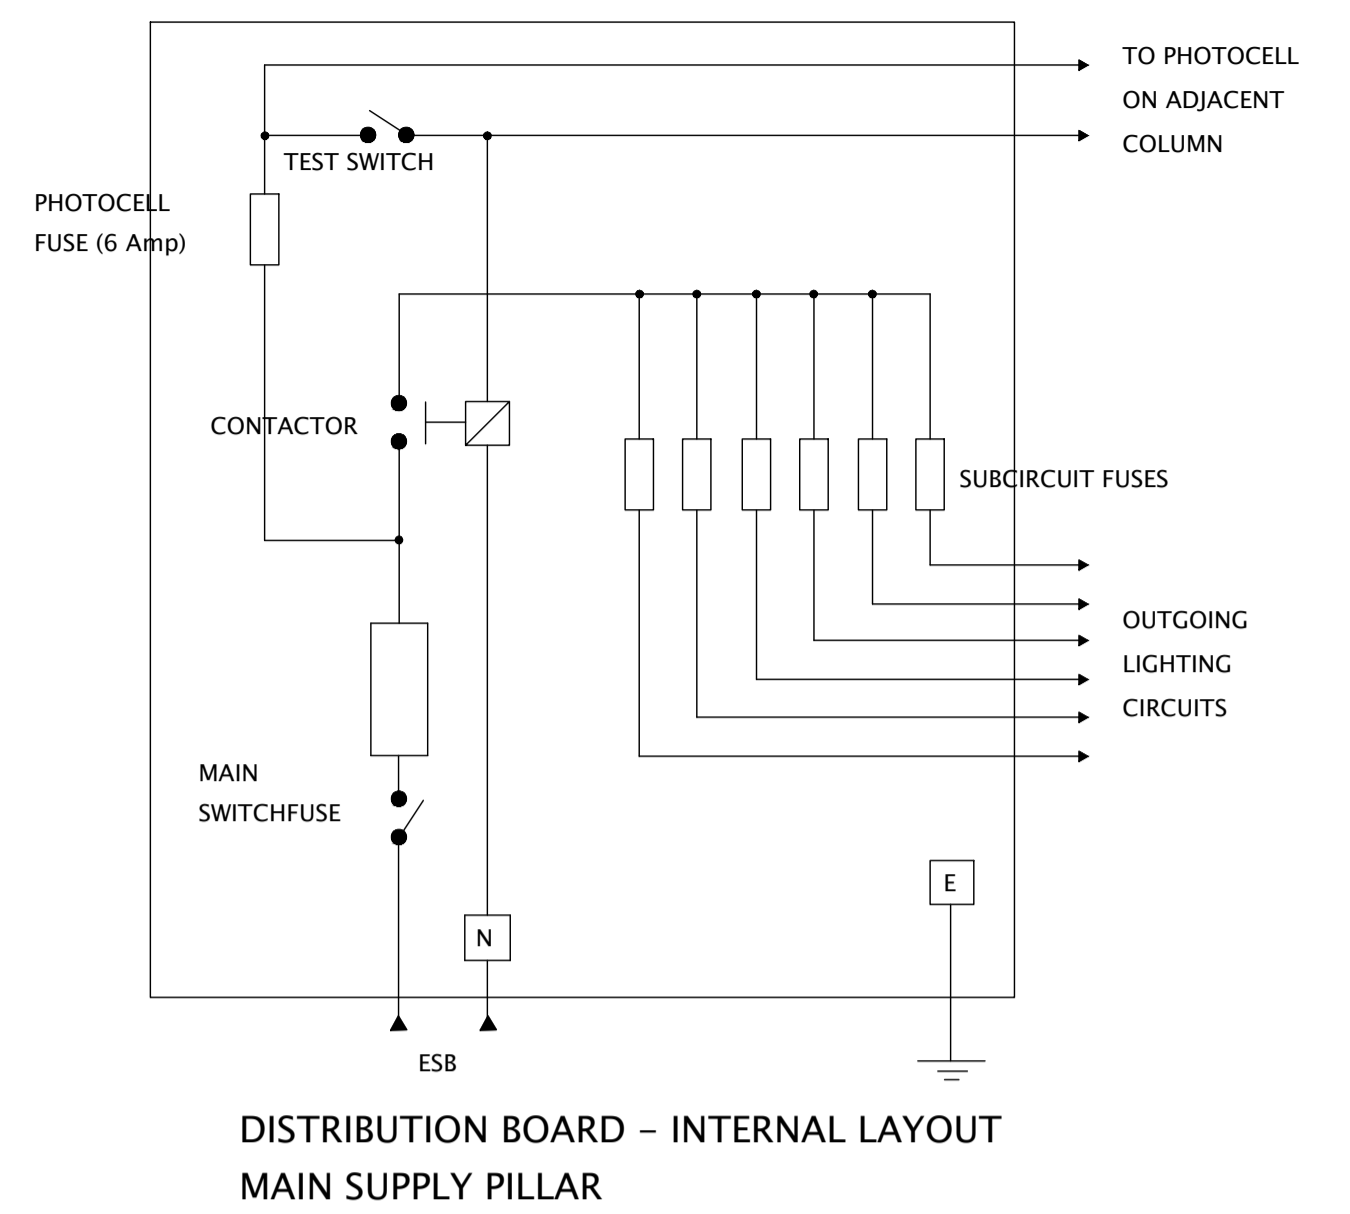 TO PHOTOCELL
ON ADJACENT
COLUMN
TEST SWITCH
PHOTOCELL
FUSE (6 Amp)
CONTACTOR
SUBCIRCUIT FUSES
OUTGOING
LIGHTING
CIRCUITS
MAIN
SWITCHFUSE
E
N
ESB
DISTRIBUTION BOARD – INTERNAL LAYOUT
MAIN SUPPLY PILLAR